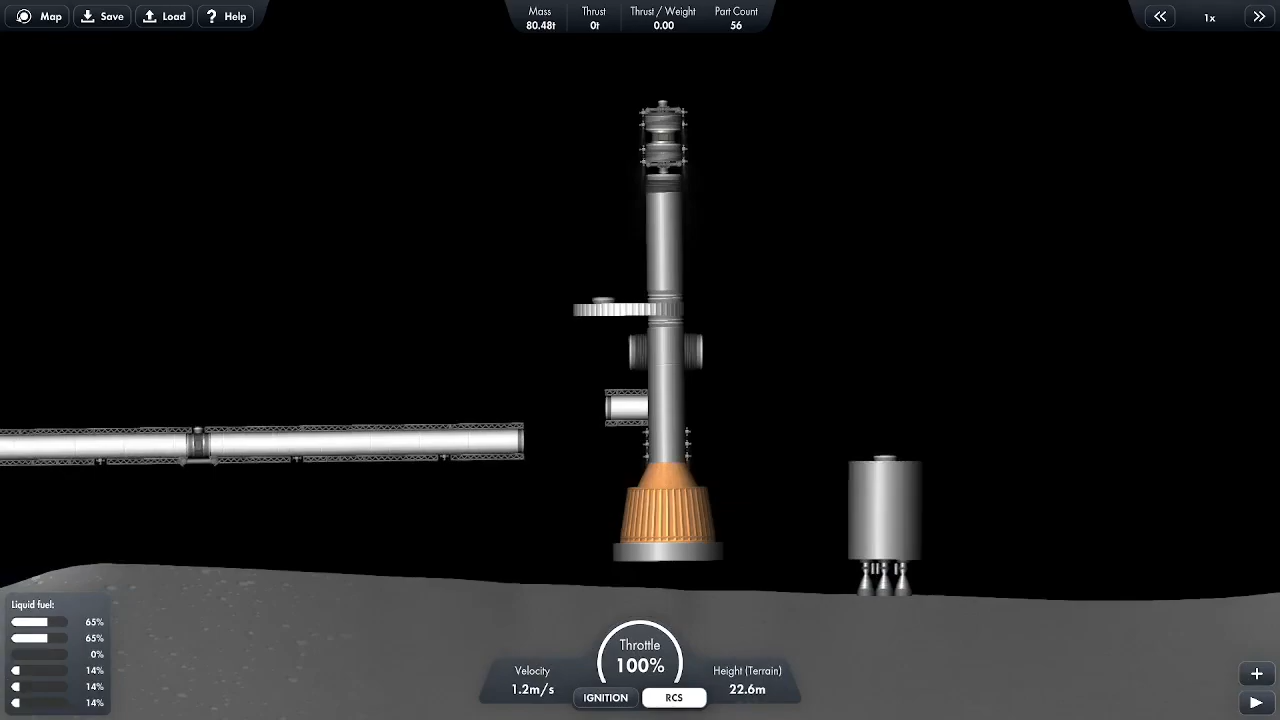 Map
Save
Load
Help
Mass
80.48t
Thrust
0t
Thrust / Weight
0.00
Part Count
56
1x
Liquid fuel:
65%
65%
0%
14%
14%
14%
Throttle
100%
Velocity
1.2m/s
Height (Terrain)
22.6m
IGNITION
RCS